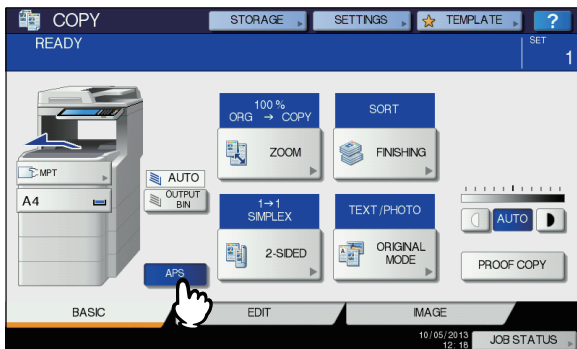 COPY
STORAGE
SETTINGS
TEMPLATE
?
READY
SET
1
100 %
ORG → COPY
SORT
ZOOM
FINISHING
MPT
AUTO
A4
OUTPUT
BIN
1→1
SIMPLEX
TEXT/PHOTO
AUTO
2-SIDED
ORIGINAL
MODE
PROOF COPY
APS
BASIC
EDIT
IMAGE
10/05/2013
12:18
JOB STATUS